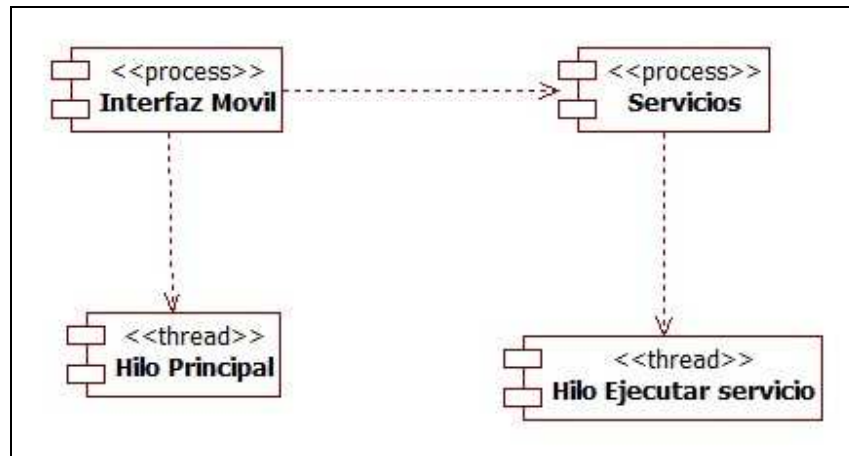 <<process>>
Interfaz Movil
<<process>>
Servicios
<<thread>>
Hilo Principal
<<thread>>
Hilo Ejecutar servicio